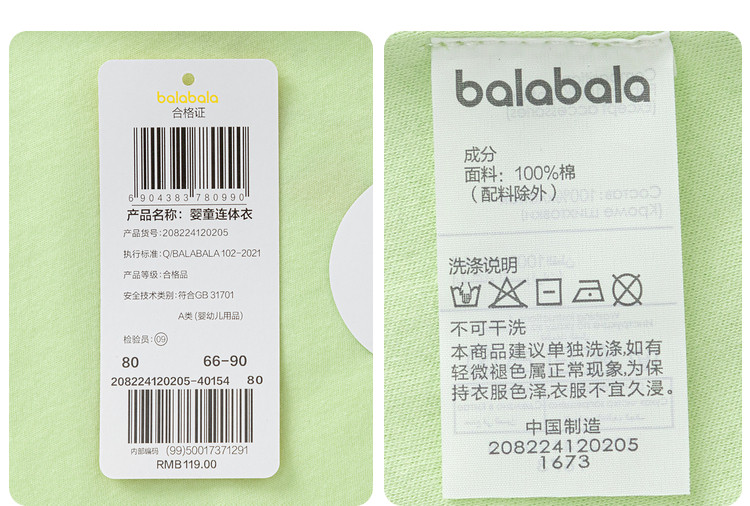 balabala
合格证
6 904383 780990
产品名称：婴童连体衣
产品货号：208224120205
执行标准：Q/BALABALA 102-2021
产品等级：合格品
安全技术类别：符合GB 31701
A类（婴幼儿用品）
检验员：09
80 66-90
208224120205-40154 80
内部编码 (99)50017371291
RMB119.00
balabala
成分
面料：100%棉
（配料除外）
洗涤说明
不可干洗
本商品建议单独洗涤，如有
轻微褪色属正常现象，为保
持衣服色泽，衣服不宜久浸。
中国制造
208224120205
1673